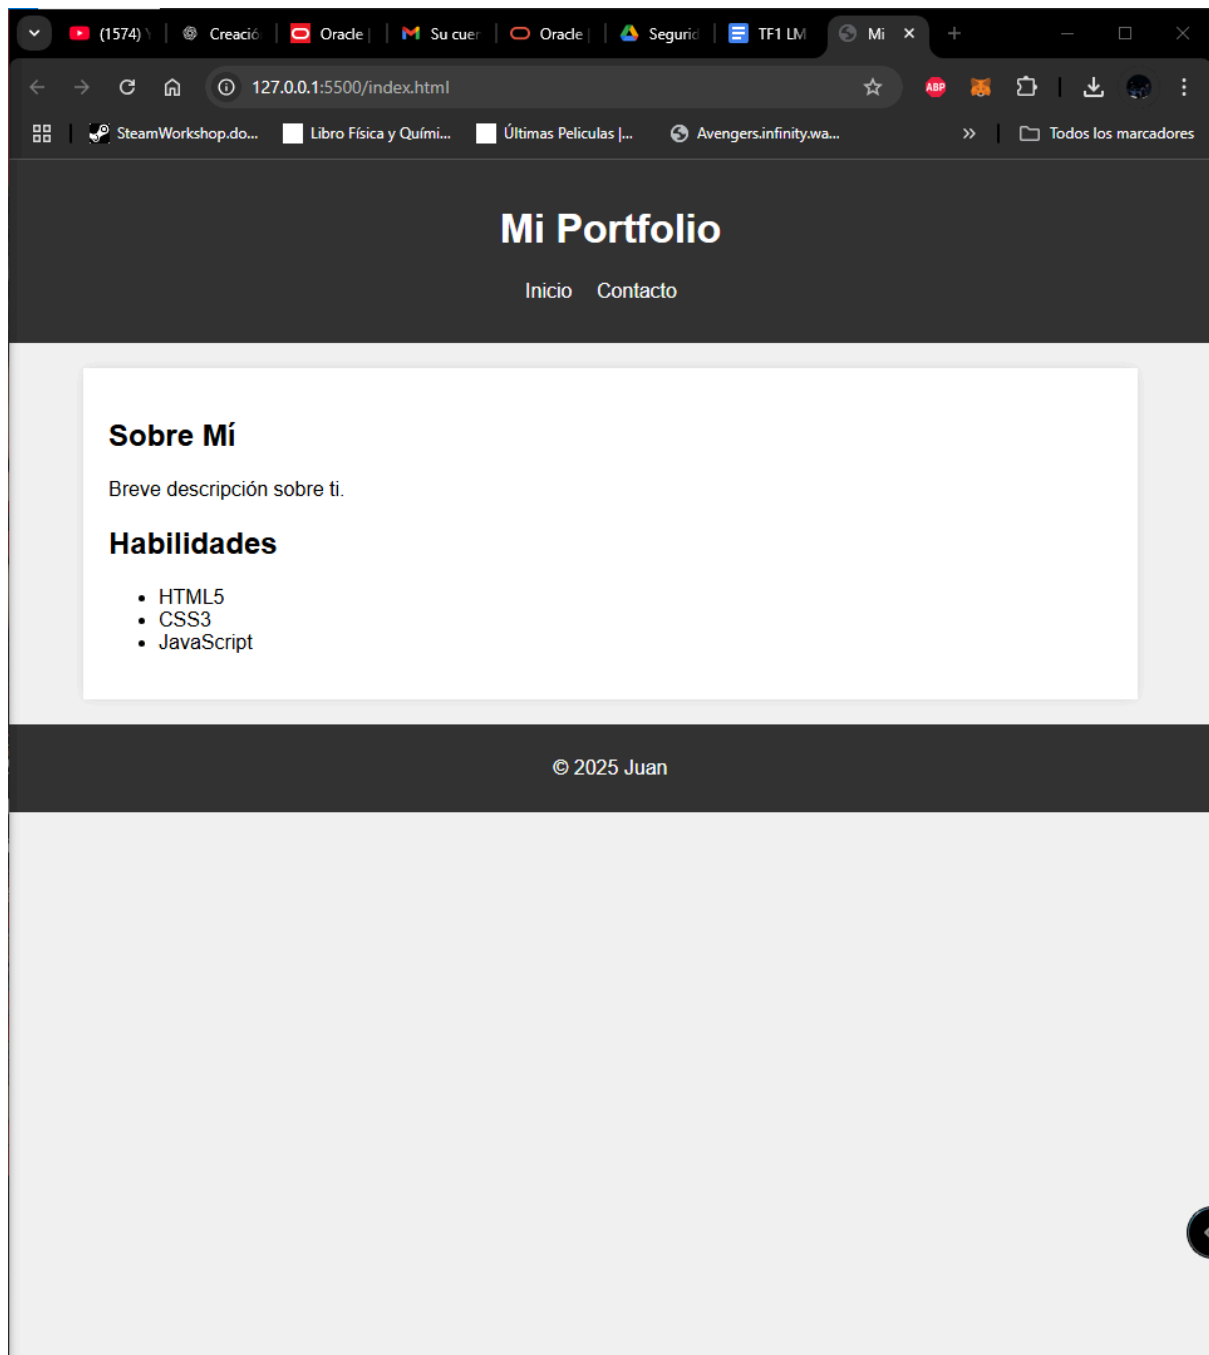 (1574) Y
Creació
Oracle |
Su cuen
Oracle |
Segurid
TF1 LM
Mi
127.0.0.1:5500/index.html
ABP
SteamWorkshop.do...
Libro Física y Quími...
Últimas Peliculas |...
Avengers.infinity.wa...
Todos los marcadores
Mi Portfolio
Inicio Contacto
Sobre Mí
Breve descripción sobre ti.
Habilidades
• HTML5
• CSS3
• JavaScript
© 2025 Juan